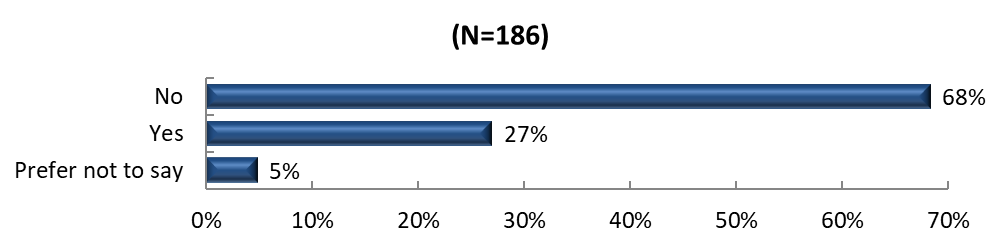 (N=186)
No 68%
Yes 27%
Prefer not to say 5%
0% 10% 20% 30% 40% 50% 60% 70%